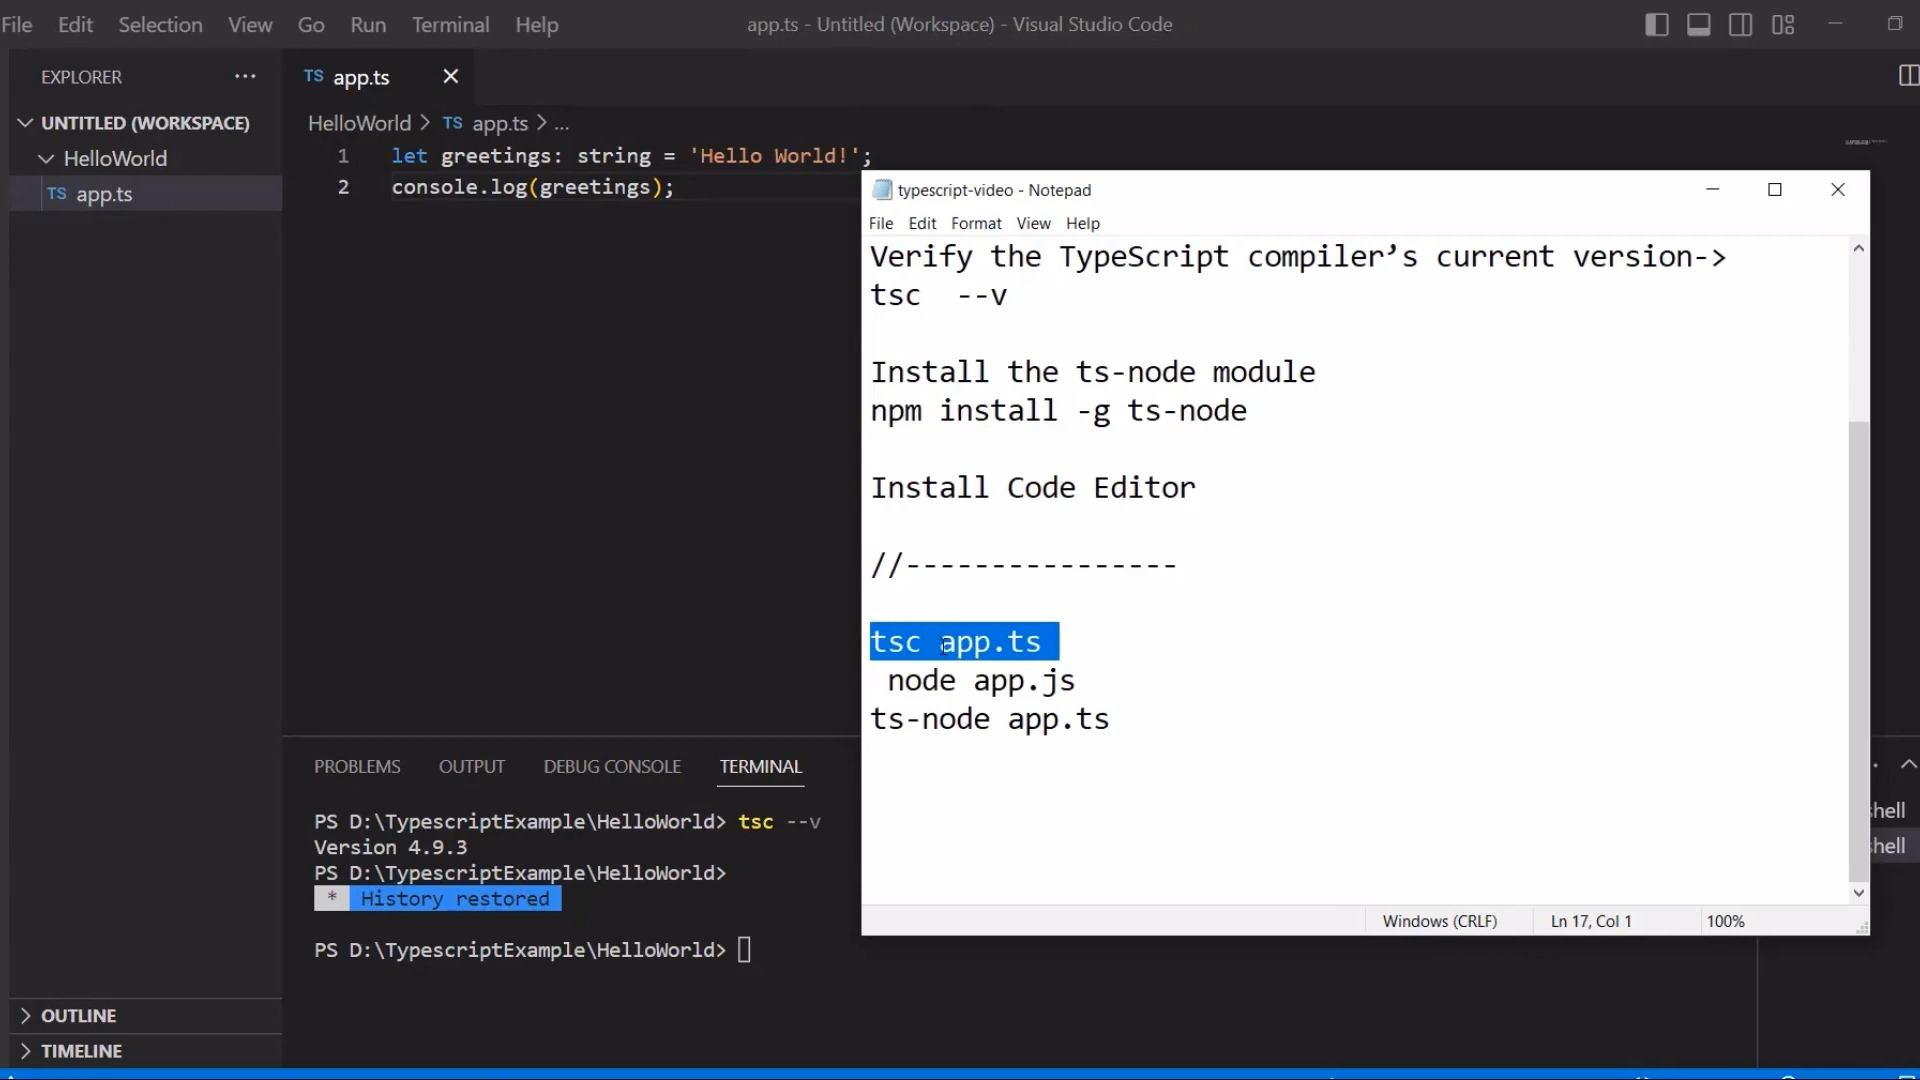 File Edit Selection View Go Run Terminal Help
app.ts - Untitled (Workspace) - Visual Studio Code
EXPLORER
UNTITLED (WORKSPACE)
HelloWorld
TS app.ts
OUTLINE
TIMELINE
TS app.ts
HelloWorld > TS app.ts > ...
1 let greetings: string = 'Hello World!';
2 console.log(greetings);
PROBLEMS OUTPUT DEBUG CONSOLE TERMINAL
PS D:\TypescriptExample\HelloWorld> tsc --v
Version 4.9.3
PS D:\TypescriptExample\HelloWorld>
* History restored
PS D:\TypescriptExample\HelloWorld>
shell
shell
typescript-video - Notepad
File Edit Format View Help
Verify the TypeScript compiler’s current version->
tsc  --v
Install the ts-node module
npm install -g ts-node
Install Code Editor
//----------------
tsc app.ts
node app.js
ts-node app.ts
Windows (CRLF) Ln 17, Col 1 100%